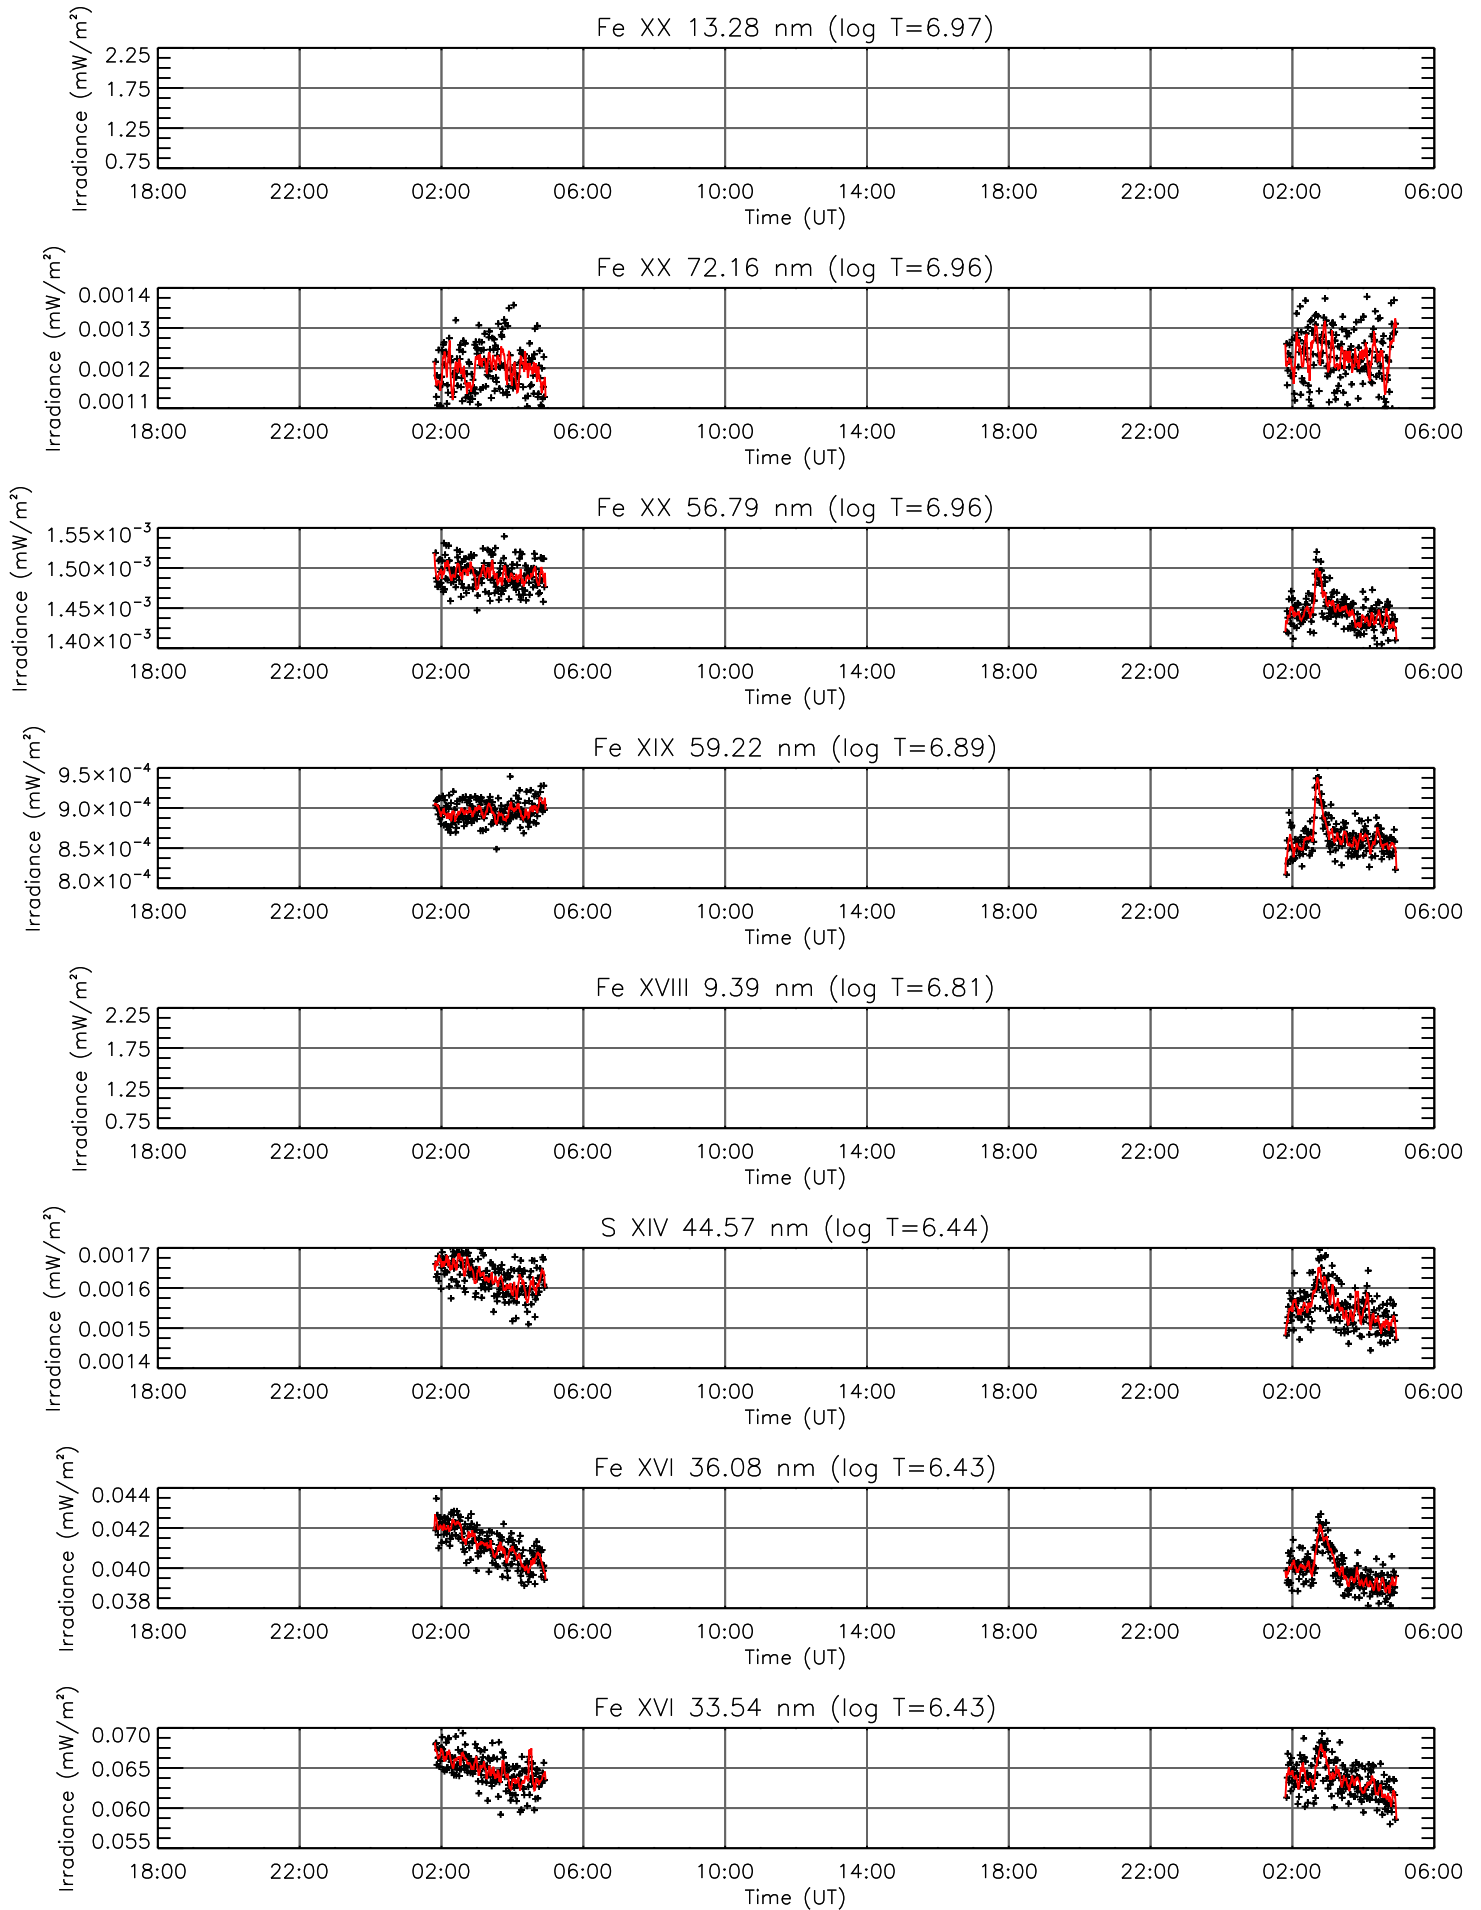 Fe XX 13.28 nm (log T=6.97)
Irradiance (mW/m²)
2.25
1.75
1.25
0.75
18:00 22:00 02:00 06:00 10:00 14:00 18:00 22:00 02:00 06:00
Time (UT)
Fe XX 72.16 nm (log T=6.96)
Irradiance (mW/m²)
0.0014
0.0013
0.0012
0.0011
18:00 22:00 02:00 06:00 10:00 14:00 18:00 22:00 02:00 06:00
Time (UT)
Fe XX 56.79 nm (log T=6.96)
Irradiance (mW/m²)
1.55×10⁻³
1.50×10⁻³
1.45×10⁻³
1.40×10⁻³
18:00 22:00 02:00 06:00 10:00 14:00 18:00 22:00 02:00 06:00
Time (UT)
Fe XIX 59.22 nm (log T=6.89)
Irradiance (mW/m²)
9.5×10⁻⁴
9.0×10⁻⁴
8.5×10⁻⁴
8.0×10⁻⁴
18:00 22:00 02:00 06:00 10:00 14:00 18:00 22:00 02:00 06:00
Time (UT)
Fe XVIII 9.39 nm (log T=6.81)
Irradiance (mW/m²)
2.25
1.75
1.25
0.75
18:00 22:00 02:00 06:00 10:00 14:00 18:00 22:00 02:00 06:00
Time (UT)
S XIV 44.57 nm (log T=6.44)
Irradiance (mW/m²)
0.0017
0.0016
0.0015
0.0014
18:00 22:00 02:00 06:00 10:00 14:00 18:00 22:00 02:00 06:00
Time (UT)
Fe XVI 36.08 nm (log T=6.43)
Irradiance (mW/m²)
0.044
0.042
0.040
0.038
18:00 22:00 02:00 06:00 10:00 14:00 18:00 22:00 02:00 06:00
Time (UT)
Fe XVI 33.54 nm (log T=6.43)
Irradiance (mW/m²)
0.070
0.065
0.060
0.055
18:00 22:00 02:00 06:00 10:00 14:00 18:00 22:00 02:00 06:00
Time (UT)